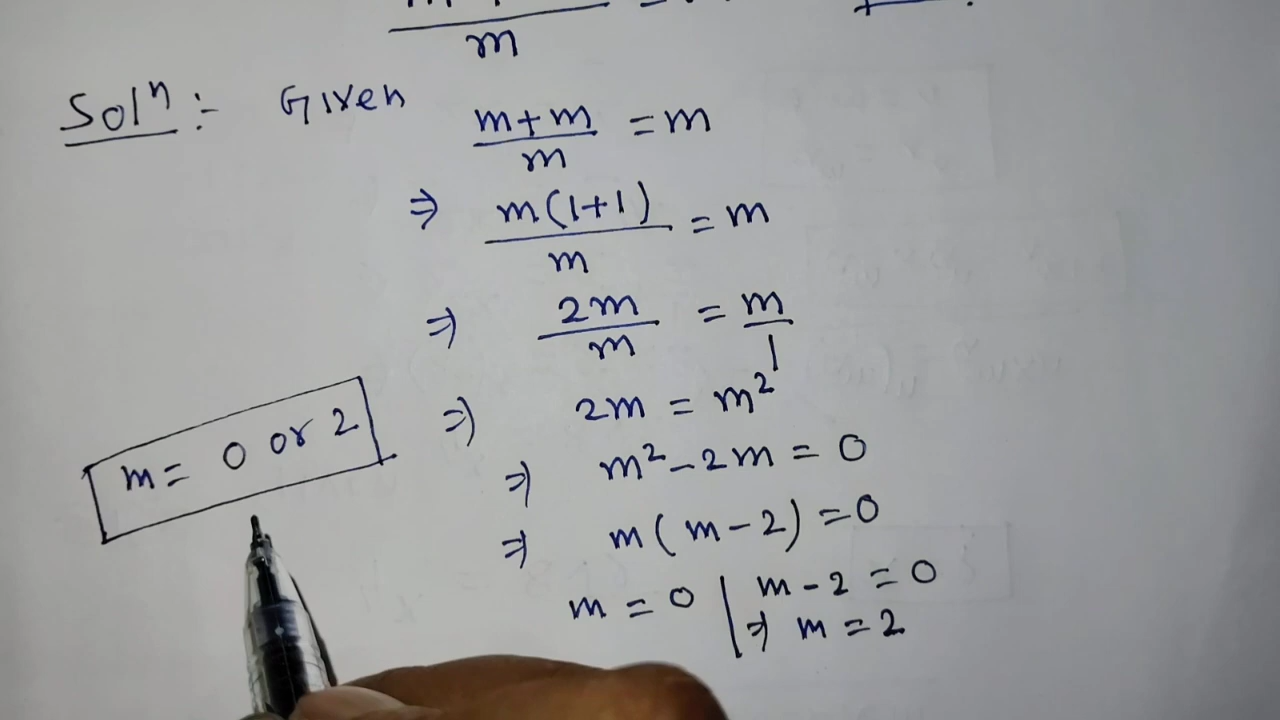 m
Solⁿ :- Given
m+m/m = m
⇒ m(1+1)/m = m
⇒ 2m/m = m/1
⇒ 2m = m²
⇒ m² - 2m = 0
⇒ m(m-2) = 0
m = 0 | m-2 = 0
⇒ m = 2
m = 0 or 2